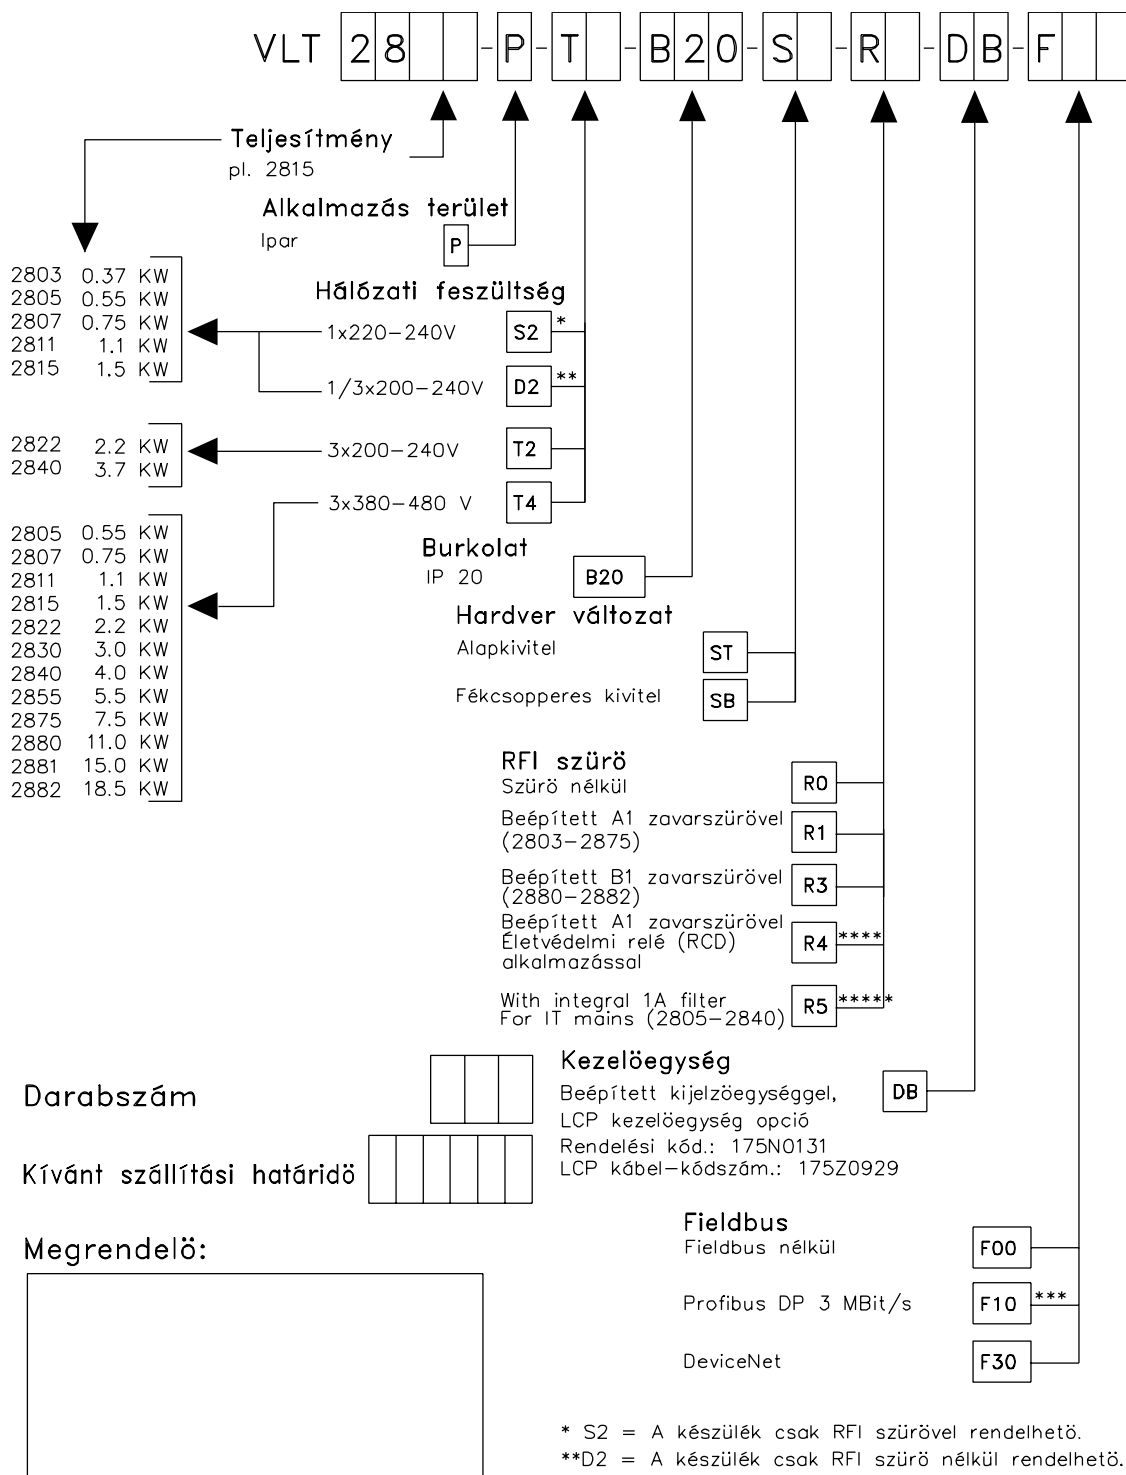 VLT 28 - P - T - B20 - S - R - DB - F
Teljesítmény
pl. 2815
Alkalmazás terület
Ipar P
2803 0.37 KW
2805 0.55 KW
2807 0.75 KW
2811 1.1 KW
2815 1.5 KW
Hálózati feszültség
1x220-240V S2 *
1/3x200-240V D2 **
2822 2.2 KW
2840 3.7 KW
3x200-240V T2
3x380-480 V T4
2805 0.55 KW
2807 0.75 KW
2811 1.1 KW
2815 1.5 KW
2822 2.2 KW
2830 3.0 KW
2840 4.0 KW
2855 5.5 KW
2875 7.5 KW
2880 11.0 KW
2881 15.0 KW
2882 18.5 KW
Burkolat
IP 20 B20
Hardver változat
Alapkivitel ST
Fékcsopperes kivitel SB
RFI szürö
Szürö nélkül R0
Beépített A1 zavarszürövel
(2803-2875) R1
Beépített B1 zavarszürövel
(2880-2882) R3
Beépített A1 zavarszürövel
Életvédelmi relé (RCD) R4 ****
alkalmazással
With integral 1A filter R5 *****
For IT mains (2805-2840)
Kezelöegység
Beépített kijelzöegységgel, DB
LCP kezelöegység opció
Rendelési kód.: 175N0131
LCP kábel-kódszám.: 175Z0929
Darabszám
Kívánt szállítási határidö
Megrendelö:
Fieldbus
Fieldbus nélkül F00
Profibus DP 3 MBit/s F10 ***
DeviceNet F30
* S2 = A készülék csak RFI szürövel rendelhetö.
**D2 = A készülék csak RFI szürö nélkül rendelhetö.